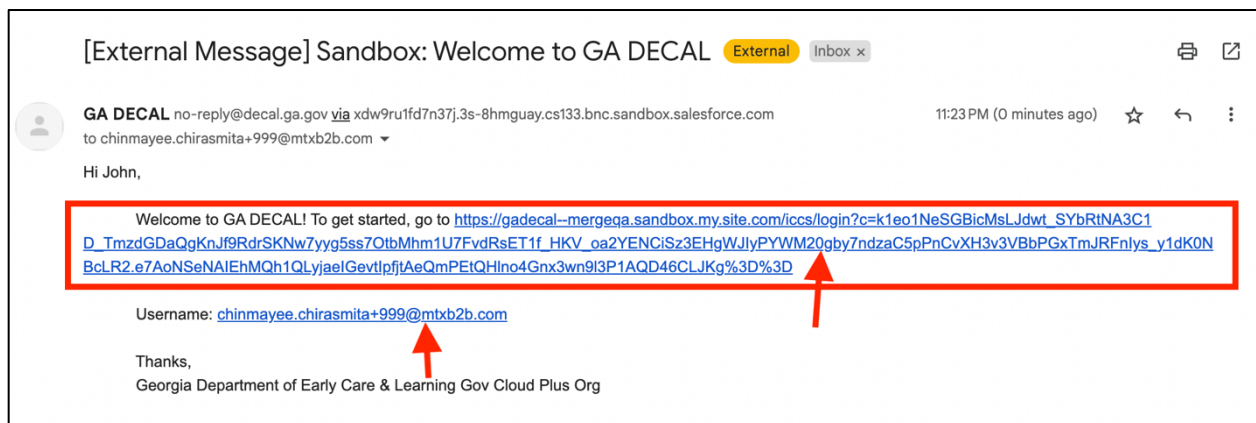 [External Message] Sandbox: Welcome to GA DECAL External Inbox ×
GA DECAL no-reply@decal.ga.gov via xdw9ru1fd7n37j.3s-8hmguay.cs133.bnc.sandbox.salesforce.com 11:23 PM (0 minutes ago)
to chinmayee.chirasmita+999@mtxb2b.com
Hi John,
Welcome to GA DECAL! To get started, go to https://gadecal--mergeqa.sandbox.my.site.com/iccs/login?c=k1eo1NeSGBicMsLJdwt_SYbRtNA3C1
D_TmzdGDaQgKnJf9RdrSKNw7yyg5ss7OtbMhm1U7FvdRsET1f_HKV_oa2YENCiSz3EHgWJIyPYWM20gby7ndzaC5pPnCvXH3v3VBbPGxTmJRFnIys_y1dK0N
BcLR2.e7AoNSeNAIEhMQh1QLyjaeIGevtIpfjtAeQmPEtQHlno4Gnx3wn9l3P1AQD46CLJKg%3D%3D
Username: chinmayee.chirasmita+999@mtxb2b.com
Thanks,
Georgia Department of Early Care & Learning Gov Cloud Plus Org